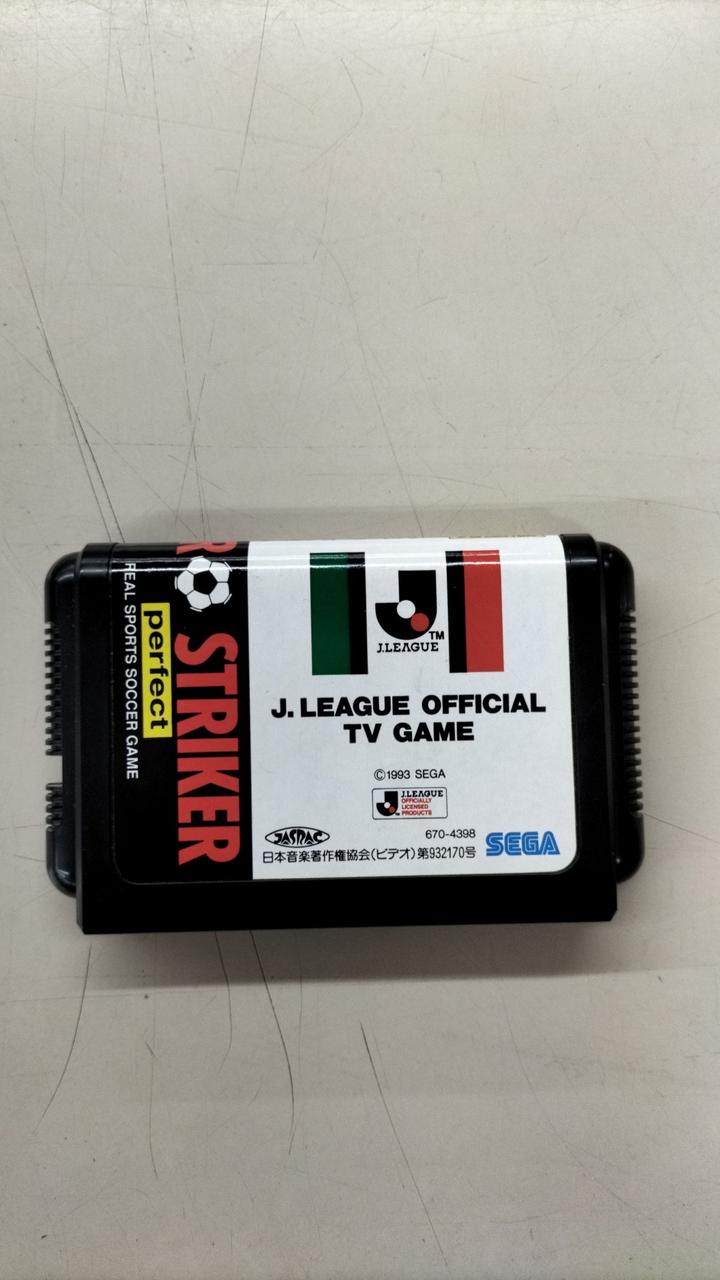 R STRIKER
perfect
REAL SPORTS SOCCER GAME
TM
J.LEAGUE
J. LEAGUE OFFICIAL
TV GAME
©1993 SEGA
J.LEAGUE
OFFICIALLY
LICENSED
PRODUCTS
670-4398
JASRAC
日本音楽著作権協会(ビデオ)第932170号
SEGA